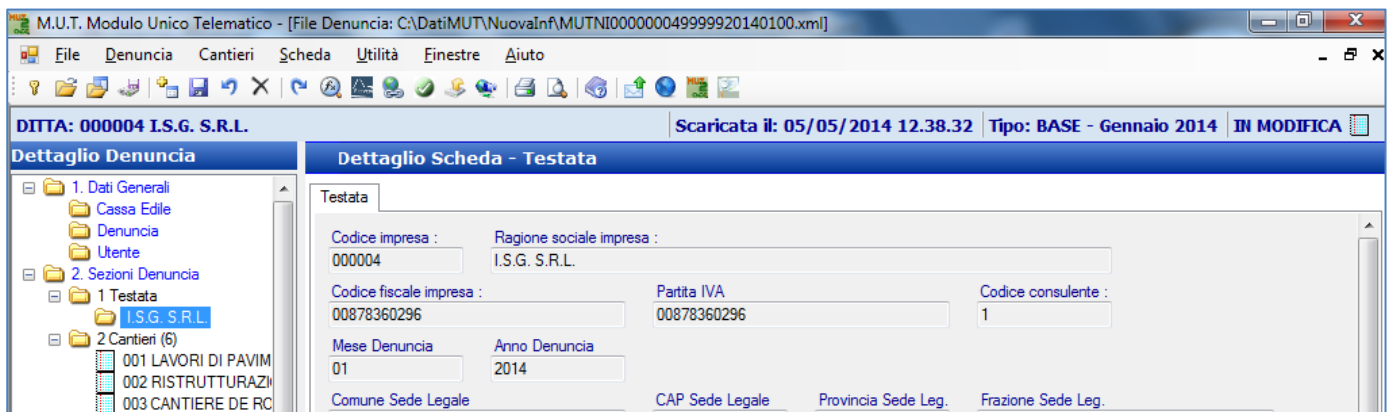 M.U.T. Modulo Unico Telematico - [File Denuncia: C:\DatiMUT\NuovaInf\MUTNI000000049999920140100.xml]
File Denuncia Cantieri Scheda Utilità Finestre Aiuto
DITTA: 000004 I.S.G. S.R.L. Scaricata il: 05/05/2014 12.38.32 Tipo: BASE - Gennaio 2014 IN MODIFICA
Dettaglio Denuncia
1. Dati Generali
Cassa Edile
Denuncia
Utente
2. Sezioni Denuncia
1 Testata
I.S.G. S.R.L.
2 Cantieri (6)
001 LAVORI DI PAVIM
002 RISTRUTTURAZI
003 CANTIERE DE RO
Dettaglio Scheda - Testata
Testata
Codice impresa : Ragione sociale impresa :
000004 I.S.G. S.R.L.
Codice fiscale impresa : Partita IVA Codice consulente :
00878360296 00878360296 1
Mese Denuncia Anno Denuncia
01 2014
Comune Sede Legale CAP Sede Legale Provincia Sede Leg. Frazione Sede Leg.